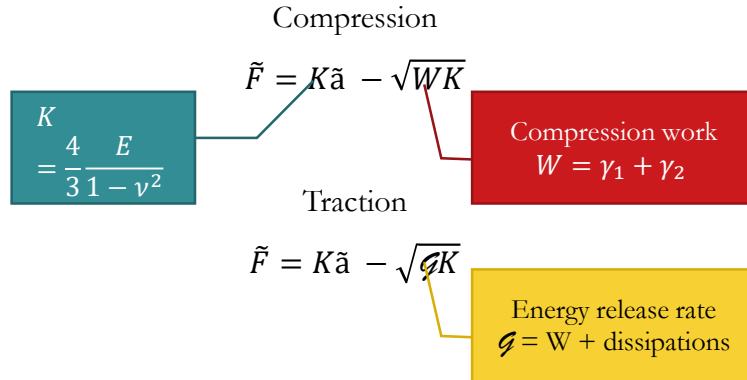 Compression
F̃ = Kã − √WK
K
= 4/3 E/(1 − ν²)
Compression work
W = γ₁ + γ₂
Traction
F̃ = Kã − √𝓖K
Energy release rate
𝓖 = W + dissipations